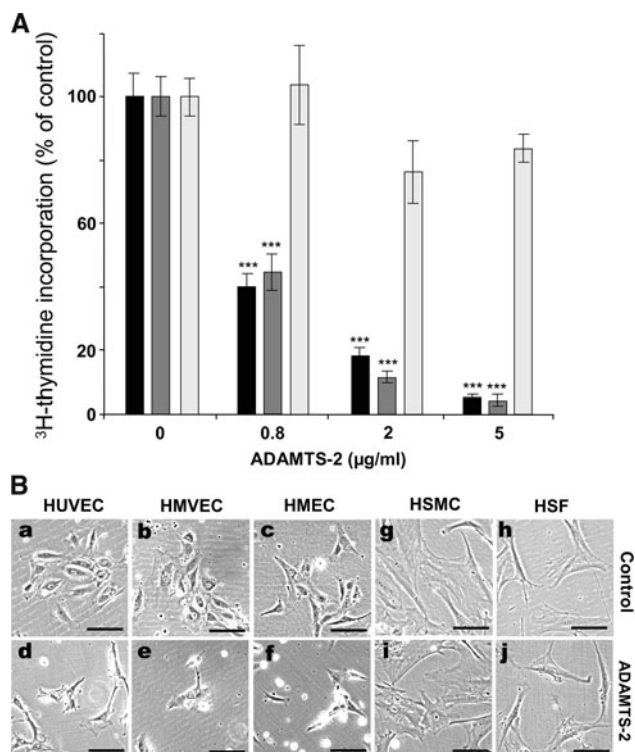 A
³H-thymidine incorporation (% of control)
100
60
20
0
***
***
***
***
***
***
0
0.8
2
5
ADAMTS-2 (µg/ml)
B
HUVEC
HMVEC
HMEC
HSMC
HSF
a
b
c
g
h
Control
d
e
f
i
j
ADAMTS-2